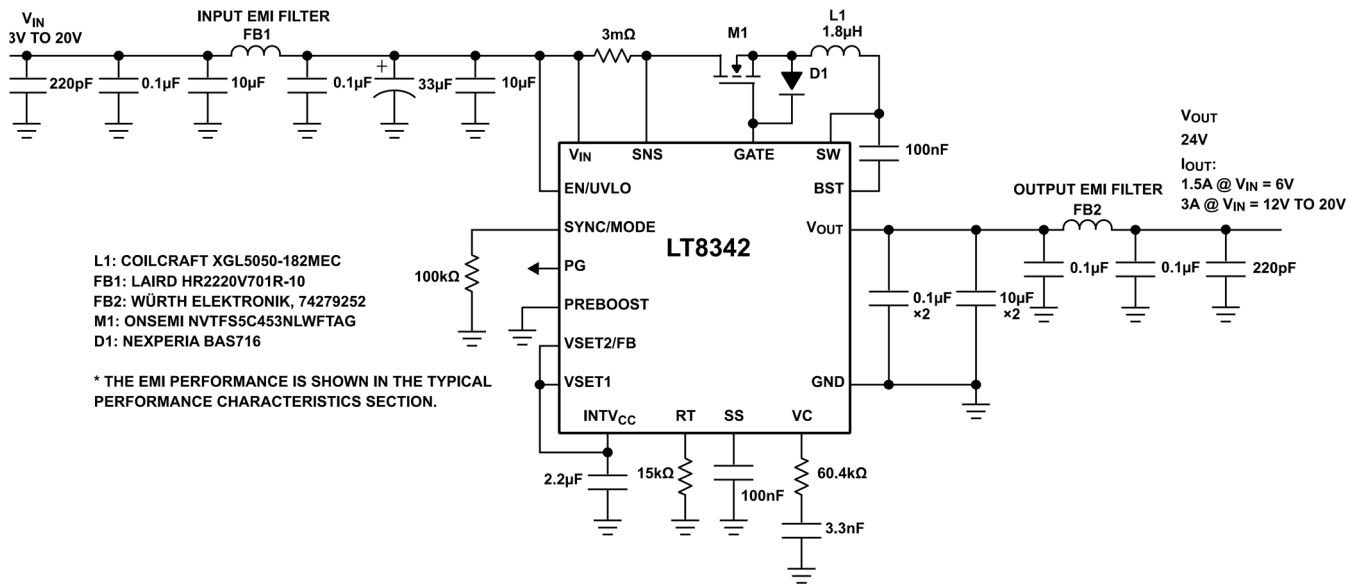 VIN
3V TO 20V
INPUT EMI FILTER
FB1
220pF
0.1µF
10µF
0.1µF
+
33µF
10µF
3mΩ
M1
D1
L1
1.8µH
100nF
VIN
SNS
GATE
SW
EN/UVLO
BST
SYNC/MODE
VOUT
LT8342
PG
PREBOOST
VSET2/FB
VSET1
GND
INTVCC
RT
SS
VC
100kΩ
2.2µF
15kΩ
100nF
60.4kΩ
3.3nF
VOUT
24V
IOUT:
1.5A @ VIN = 6V
3A @ VIN = 12V TO 20V
OUTPUT EMI FILTER
FB2
0.1µF
×2
10µF
×2
0.1µF
0.1µF
220pF
L1: COILCRAFT XGL5050-182MEC
FB1: LAIRD HR2220V701R-10
FB2: WÜRTH ELEKTRONIK, 74279252
M1: ONSEMI NVTFS5C453NLWFTAG
D1: NEXPERIA BAS716
* THE EMI PERFORMANCE IS SHOWN IN THE TYPICAL
PERFORMANCE CHARACTERISTICS SECTION.